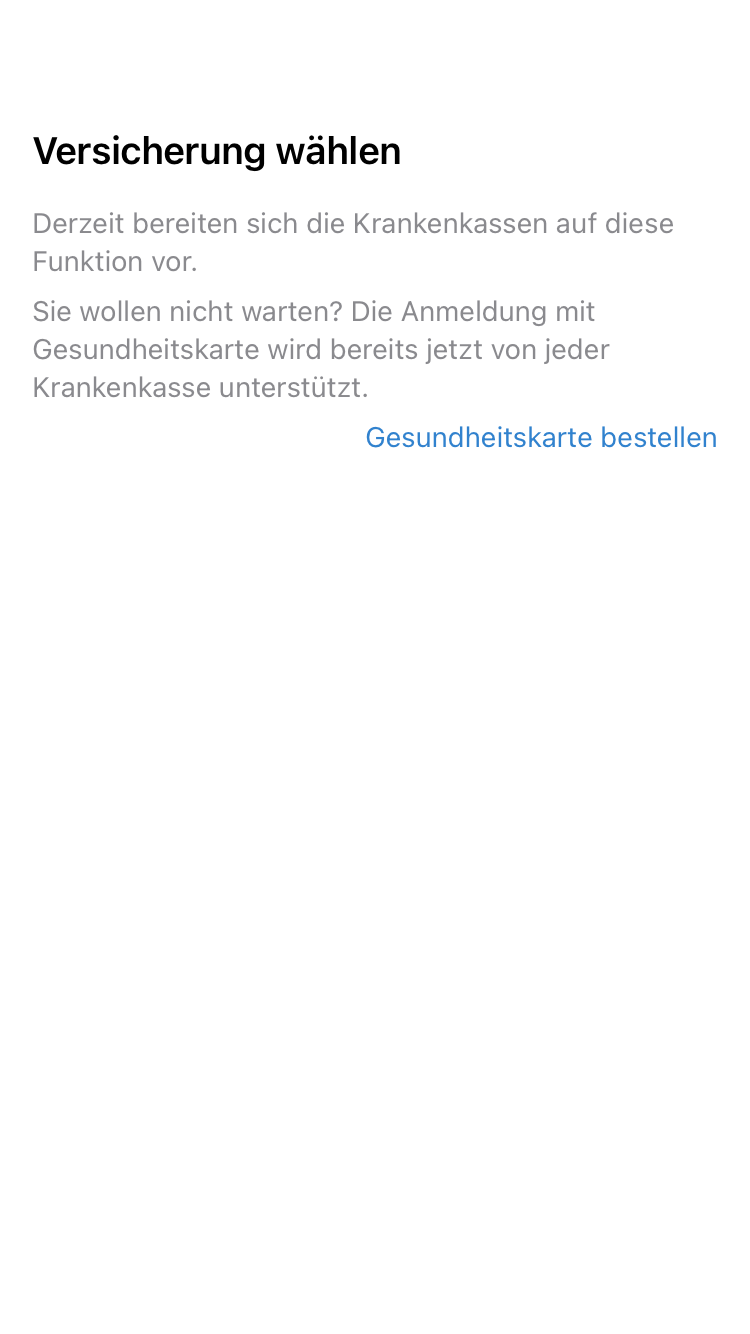 Versicherung wählen
Derzeit bereiten sich die Krankenkassen auf diese
Funktion vor.
Sie wollen nicht warten? Die Anmeldung mit
Gesundheitskarte wird bereits jetzt von jeder
Krankenkasse unterstützt.
Gesundheitskarte bestellen